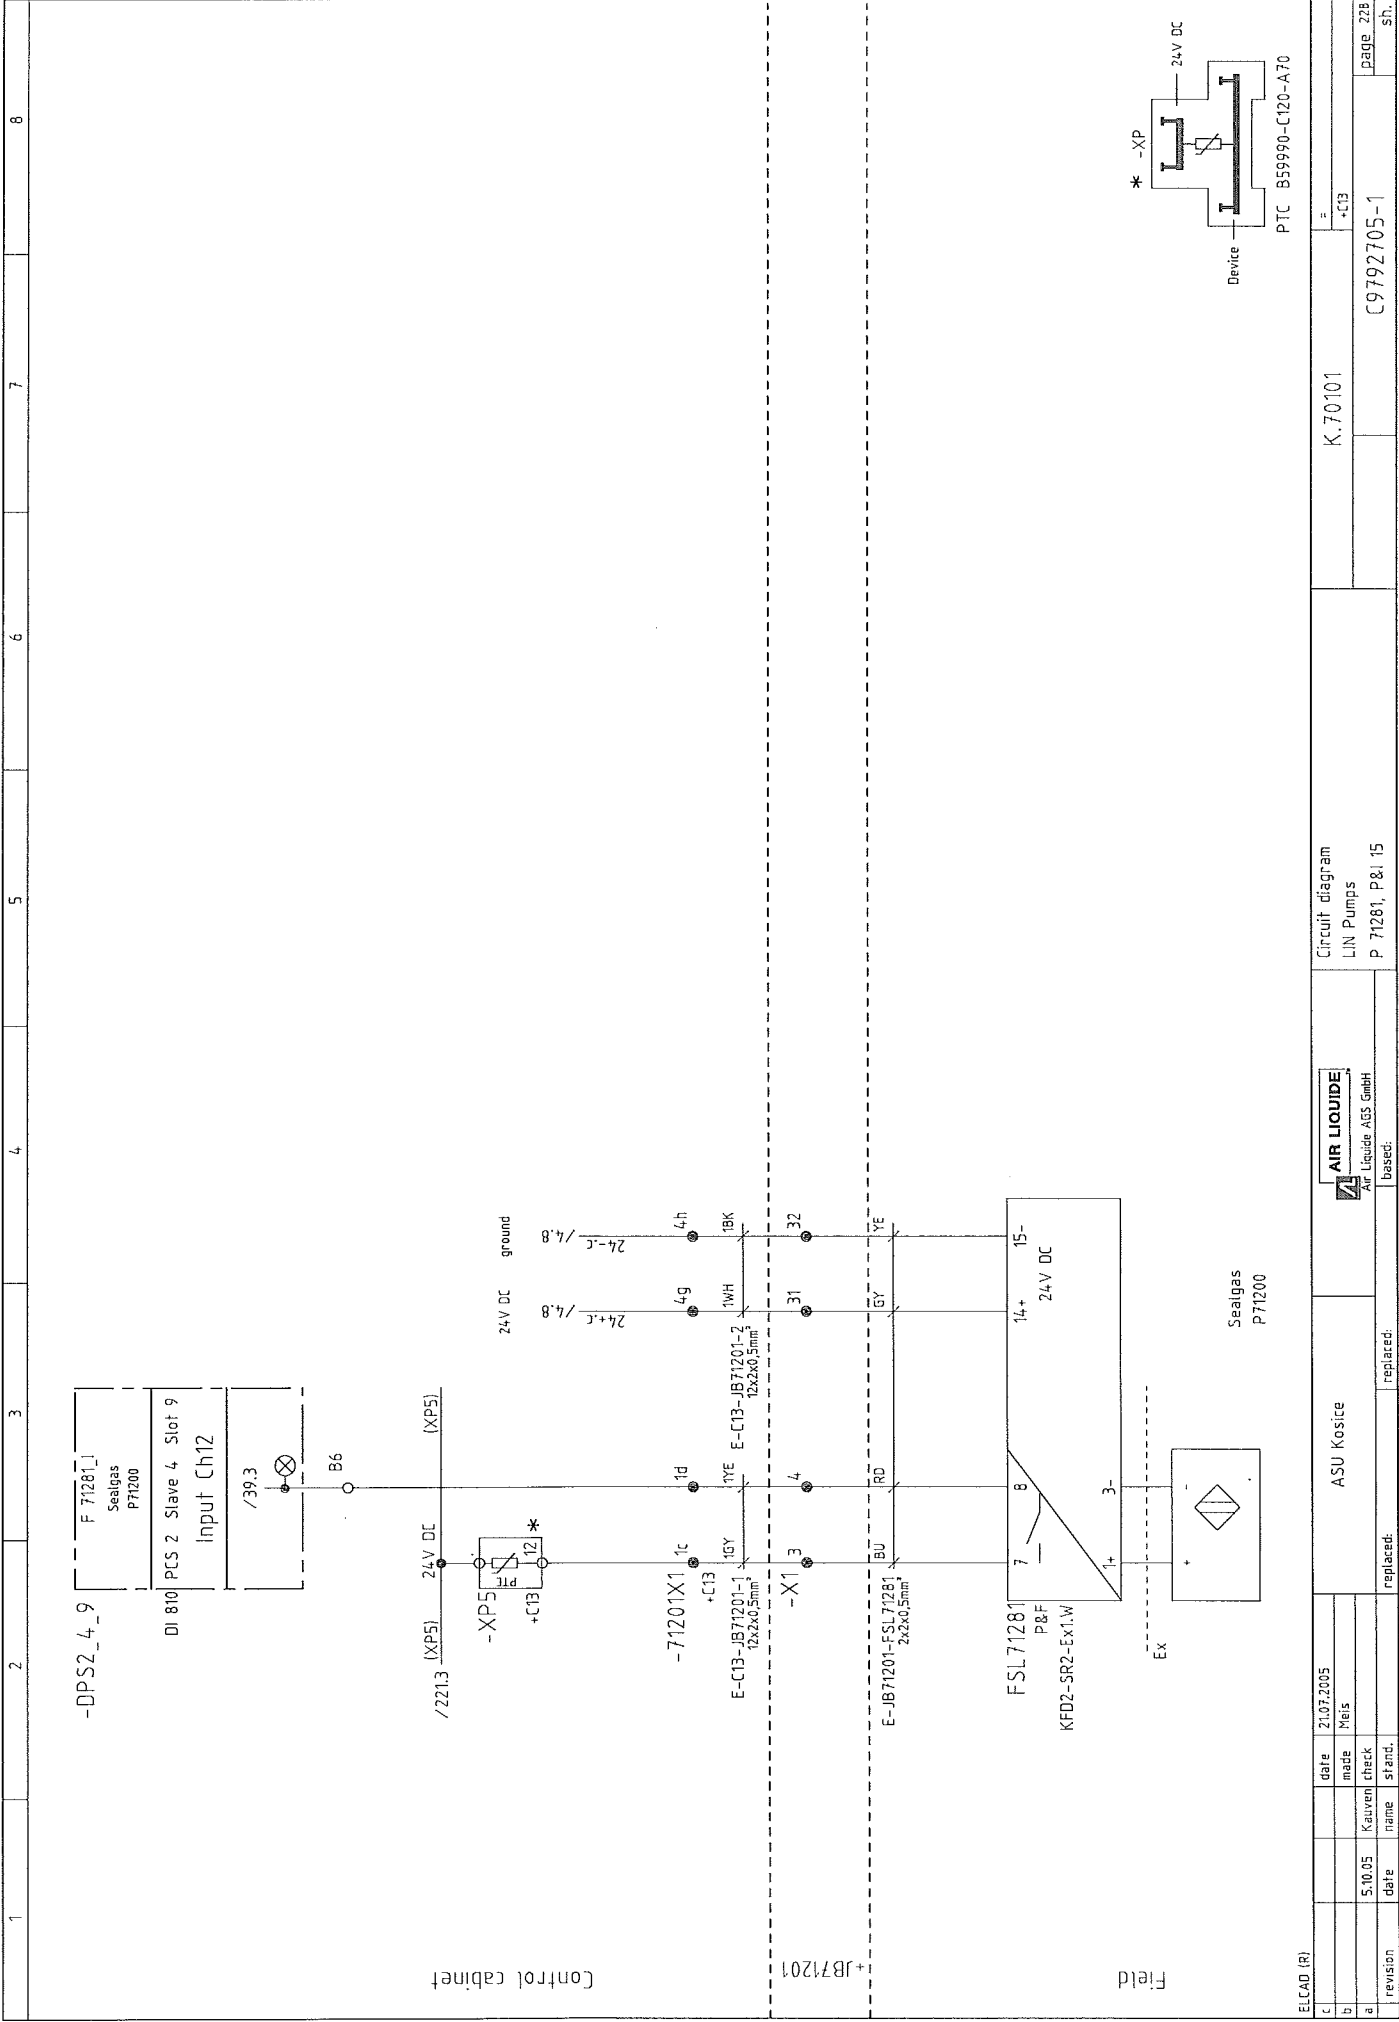 1
2
3
4
5
6
7
8
-DPS2_4_9
F 71281_I
Sealgas
P71200
DI 810 PCS 2 Slave 4 Slot 9
Input Ch12
/39.3
B6
/221.3
(XP5)
24V DC
(XP5)
-XP5
PTC
12
*
+C13
24V DC
ground
/4.8
/4.8
24+.C
24-.C
-71201X1
+C13
1c
1d
4g
4h
1GY
1YE
1WH
1BK
E-C13-JB71201-1
12x2x0,5mm²
E-C13-JB71201-2
12x2x0,5mm²
-X1
3
4
31
32
BU
RD
GY
YE
E-JB71201-FSL71281
2x2x0,5mm²
FSL71281
P&F
KFD2-SR2-Ex1.W
7
8
14+
15-
24V DC
1+
3-
Ex
+
-
Sealgas
P71200
Control cabinet
+JB71201
Field
* -XP
24V DC
Device
PTC B59990-C120-A70
ELCAD (R)
c
b
a
revision
5.10.05
date
Kauven
name
date
21.07.2005
made
Meis
check
stand.
ASU Kosice
replaced:
replaced:
AIR LIQUIDE
Air Liquide AGS GmbH
based:
Circuit diagram
LIN Pumps
P 71281, P&I 15
K.70101
=
+C13
C9792705-1
page 22B
sh.